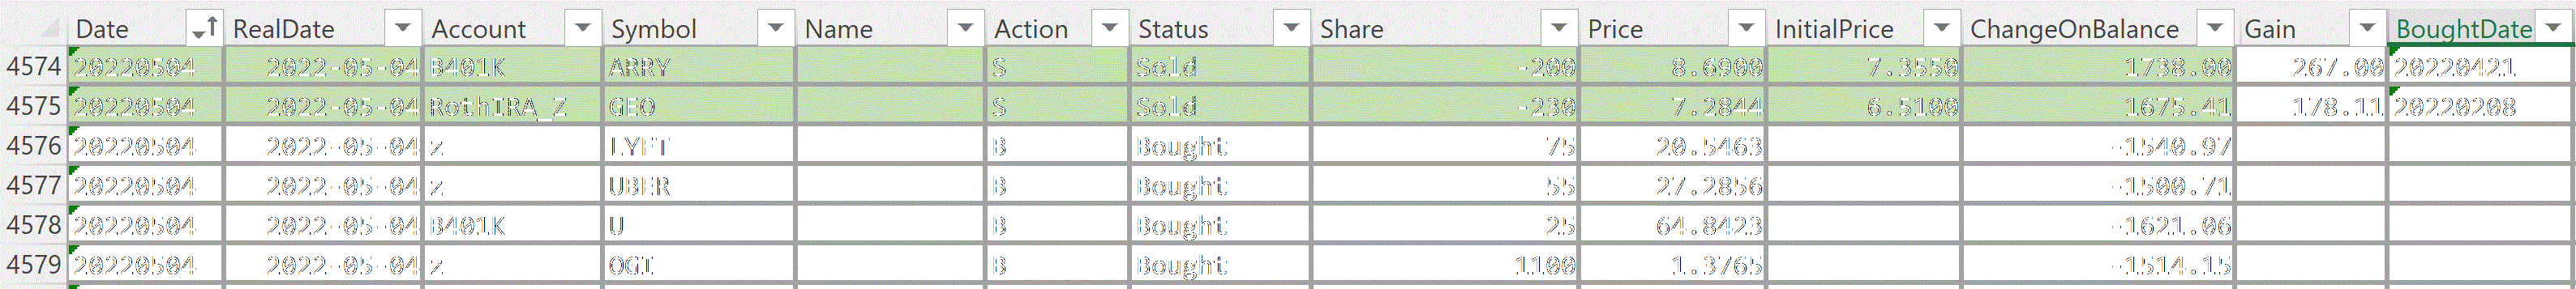 Date RealDate Account Symbol Name Action Status Share Price InitialPrice ChangeOnBalance Gain BoughtDate
4574 20220504 2022-05-04 B401K ARRY S Sold -200 8.6900 7.3550 1738.00 267.00 20220421
4575 20220504 2022-05-04 RothIRA_Z GEO S Sold -230 7.2844 6.5100 1675.41 178.11 20220208
4576 20220504 2022-05-04 z LYFT B Bought 75 20.5463 -1540.97
4577 20220504 2022-05-04 z UBER B Bought 55 27.2856 -1500.71
4578 20220504 2022-05-04 B401K U B Bought 25 64.8423 -1621.06
4579 20220504 2022-05-04 z OGI B Bought 1100 1.3765 -1514.15